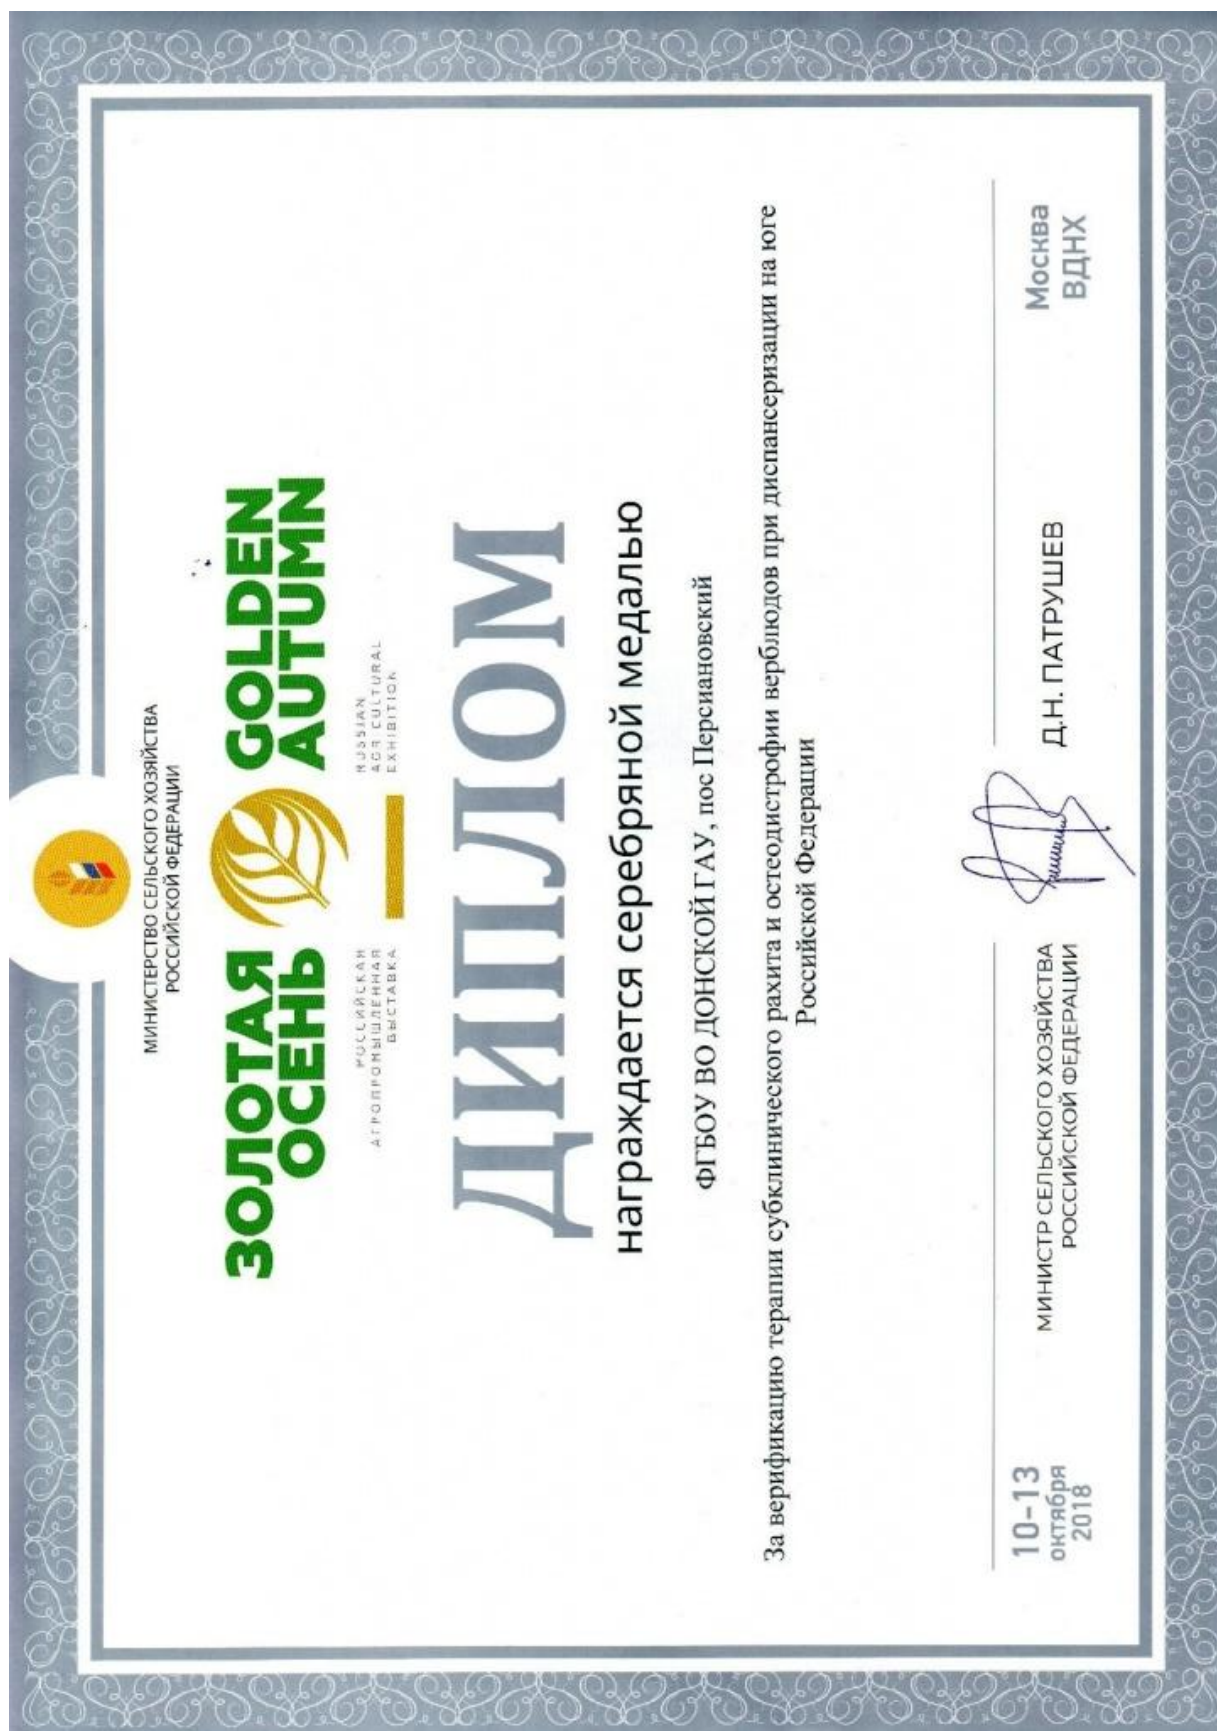 МИНИСТЕРСТВО СЕЛЬСКОГО ХОЗЯЙСТВА
РОССИЙСКОЙ ФЕДЕРАЦИИ
ЗОЛОТАЯ
ОСЕНЬ
GOLDEN
AUTUMN
РОССИЙСКАЯ
АГРОПРОМЫШЛЕННАЯ
ВЫСТАВКА
RUSSIAN
AGRICULTURAL
EXHIBITION
ДИПЛОМ
награждается серебряной медалью
ФГБОУ ВО ДОНСКОЙ ГАУ, пос Персиановский
За верификацию терапии субклинического рахита и остеодистрофии верблюдов при диспансеризации на юге
Российской Федерации
10-13
октября
2018
МИНИСТР СЕЛЬСКОГО ХОЗЯЙСТВА
РОССИЙСКОЙ ФЕДЕРАЦИИ
Д.Н. ПАТРУШЕВ
Москва
ВДНХ